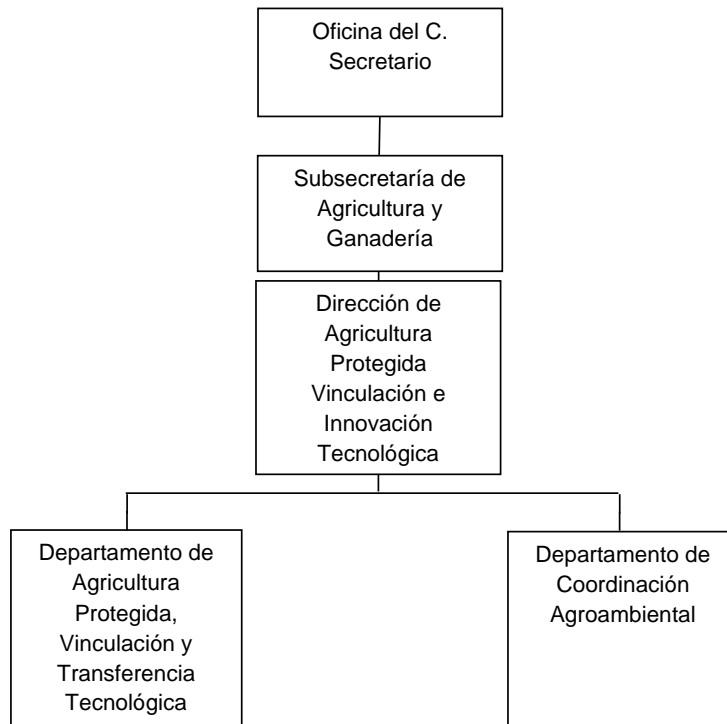 Oficina del C.
Secretario
Subsecretaría de
Agricultura y
Ganadería
Dirección de
Agricultura
Protegida
Vinculación e
Innovación
Tecnológica
Departamento de
Agricultura
Protegida,
Vinculación y
Transferencia
Tecnológica
Departamento de
Coordinación
Agroambiental